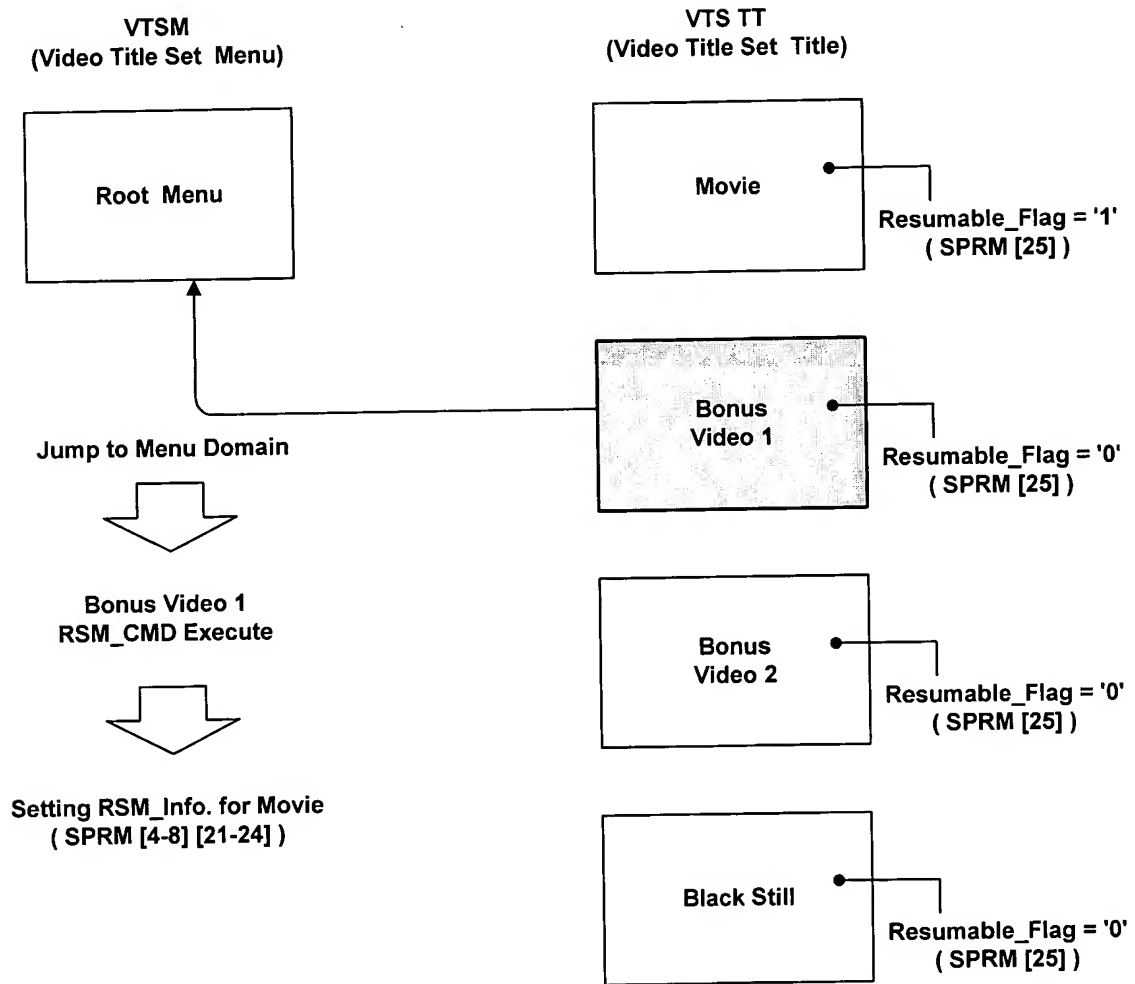 VTSM
(Video Title Set Menu)
VTS TT
(Video Title Set Title)
Root Menu
Movie
Resumable_Flag = '1'
( SPRM [25] )
Bonus
Video 1
Resumable_Flag = '0'
( SPRM [25] )
Jump to Menu Domain
Bonus Video 1
RSM_CMD Execute
Bonus
Video 2
Resumable_Flag = '0'
( SPRM [25] )
Setting RSM_Info. for Movie
( SPRM [4-8] [21-24] )
Black Still
Resumable_Flag = '0'
( SPRM [25] )